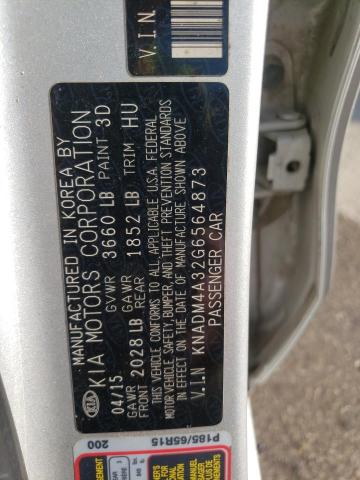 V.I.N
MANUFACTURED IN KOREA BY
KIA MOTORS CORPORATION
KIA
04/15 GVWR 3660 LB PAINT 3D
GAWR GAWR
FRONT 2028 LB REAR 1852 LB TRIM HU
THIS VEHICLE CONFORMS TO ALL APPLICABLE U.S.A. FEDERAL
MOTOR VEHICLE SAFETY, BUMPER, AND THEFT PREVENTION STANDARDS
IN EFFECT ON THE DATE OF MANUFACTURE SHOWN ABOVE
V.I.N KNADM4A32G6564873
PASSENGER CAR
P185/65R15
200